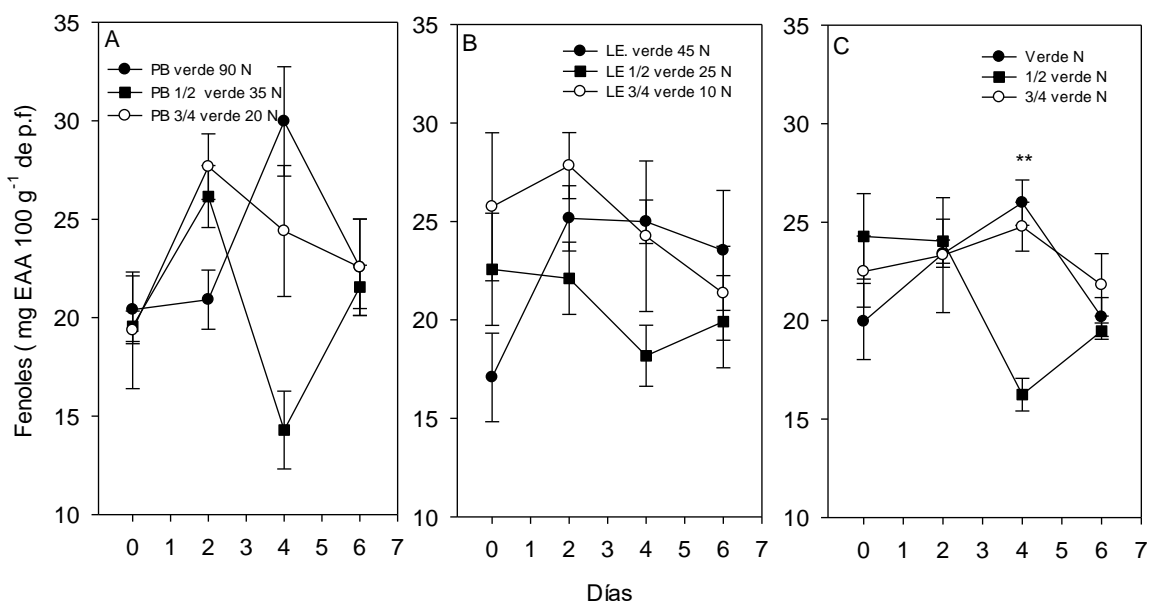 A
PB verde 90 N
PB 1/2 verde 35 N
PB 3/4 verde 20 N
B
LE. verde 45 N
LE 1/2 verde 25 N
LE 3/4 verde 10 N
C
Verde N
1/2 verde N
3/4 verde N
**
Fenoles ( mg EAA 100 g⁻¹ de p.f)
35
30
25
20
15
10
0 1 2 3 4 5 6 7
35
30
25
20
15
10
0 1 2 3 4 5 6 7
35
30
25
20
15
10
0 1 2 3 4 5 6 7
Días